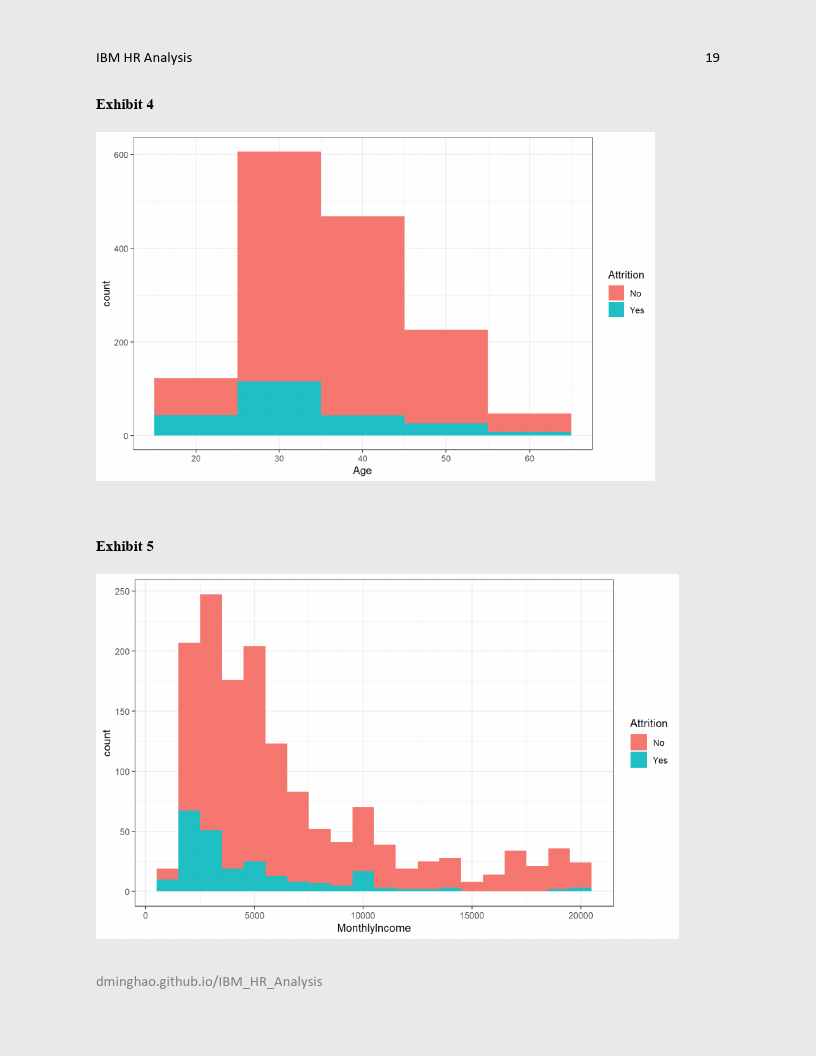 IBM HR Analysis 19
Exhibit 4
600
400
200
0
count
20 30 40 50 60
Age
Attrition
No
Yes
Exhibit 5
250
200
150
100
50
0
count
0 5000 10000 15000 20000
MonthlyIncome
Attrition
No
Yes
dminghao.github.io/IBM_HR_Analysis